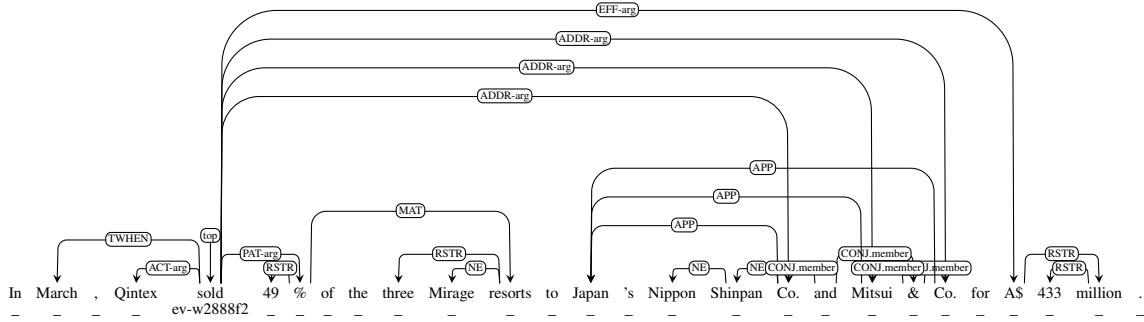 EFF-arg
ADDR-arg
ADDR-arg
ADDR-arg
APP
APP
MAT
APP
top
TWHEN
PAT-arg
RSTR
CONJ.member
RSTR
ACT-arg
RSTR
NE
NE
NE
CONJ.member
CONJ.member
J.member
RSTR
In March , Qintex sold 49 % of the three Mirage resorts to Japan 's Nippon Shinpan Co. and Mitsui & Co. for A$ 433 million .
_ _ _ _ ev-w2888f2 _ _ _ _ _ _ _ _ _ _ _ _ _ _ _ _ _ _ _ _ _ _